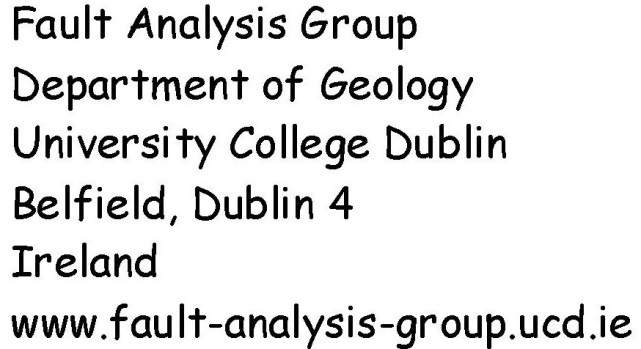 Fault Analysis Group
Department of Geology
University College Dublin
Belfield, Dublin 4
Ireland
www.fault-analysis-group.ucd.ie